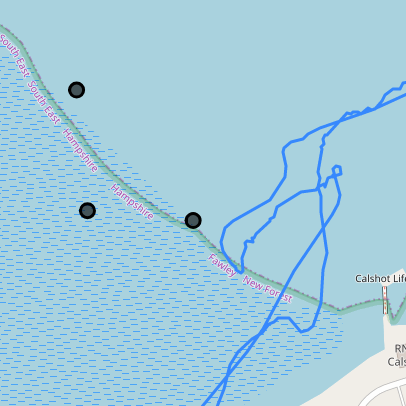 South East
South East
Hampshire
Hampshire
Fawley
New Forest
Calshot Life
RN
Cals